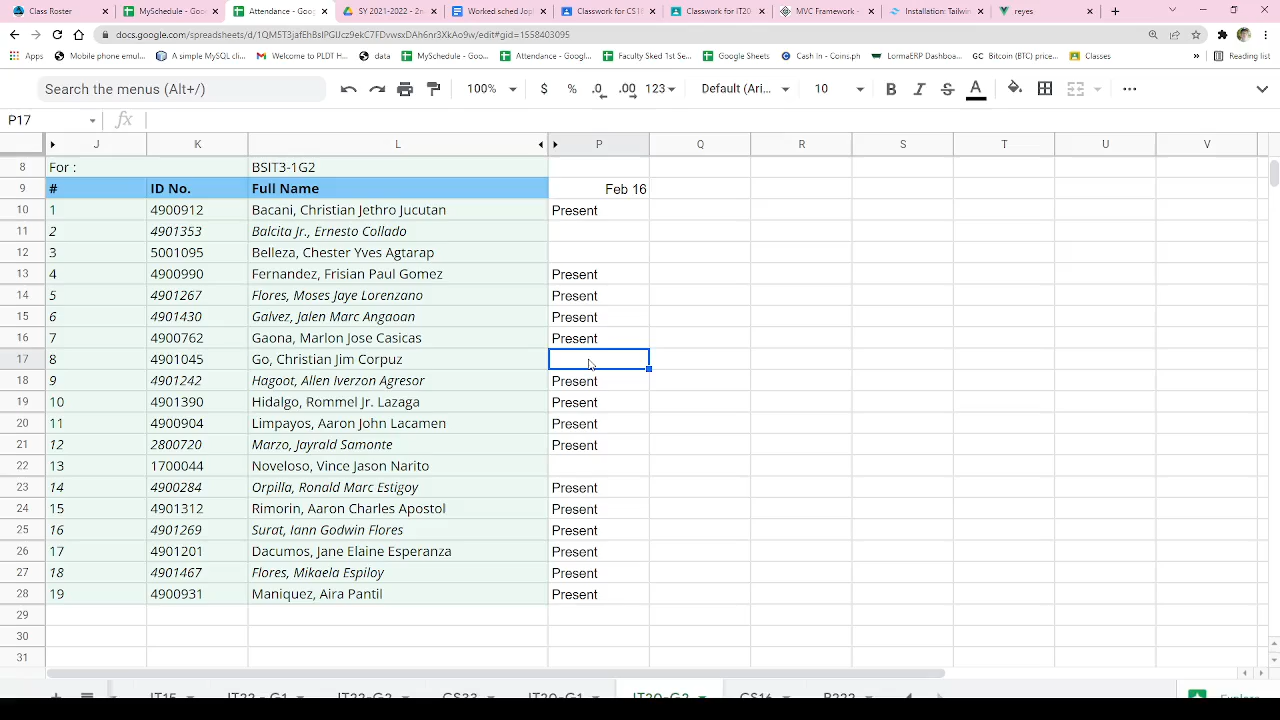 Class Roster
MySchedule - Goog
Attendance - Goog
SY 2021-2022 - 2n
Worked sched Jopl
Classwork for CS16
Classwork for iT20
MVC Framework -
Installation: Tailwin
reyes
docs.google.com/spreadsheets/d/
edit#gid=1558403095
Apps
Mobile phone emul...
A simple MySQL cli...
Welcome to PLDT H...
data
MySchedule - Goo...
Attendance - Goog...
Faculty Sked 1st Se...
Google Sheets
Cash In - Coins.ph
LormaERP Dashboa...
Bitcoin (BTC) price...
Classes
Reading list
Search the menus (Alt+/)
100%
$
%
.0
.00
123
Default (Ari...
10
B
I
S
A
P17
fx
J K L P Q R S T U V
8 For : BSIT3-1G2
9 # ID No. Full Name Feb 16
10 1 4900912 Bacani, Christian Jethro Jucutan Present
11 2 4901353 Balcita Jr., Ernesto Collado
12 3 5001095 Belleza, Chester Yves Agtarap
13 4 4900990 Fernandez, Frisian Paul Gomez Present
14 5 4901267 Flores, Moses Jaye Lorenzano Present
15 6 4901430 Galvez, Jalen Marc Angaoan Present
16 7 4900762 Gaona, Marlon Jose Casicas Present
17 8 4901045 Go, Christian Jim Corpuz
18 9 4901242 Hagoot, Allen Iverzon Agresor Present
19 10 4901390 Hidalgo, Rommel Jr. Lazaga Present
20 11 4900904 Limpayos, Aaron John Lacamen Present
21 12 2800720 Marzo, Jayrald Samonte Present
22 13 1700044 Noveloso, Vince Jason Narito
23 14 4900284 Orpilla, Ronald Marc Estigoy Present
24 15 4901312 Rimorin, Aaron Charles Apostol Present
25 16 4901269 Surat, Iann Godwin Flores Present
26 17 4901201 Dacumos, Jane Elaine Esperanza Present
27 18 4901467 Flores, Mikaela Espiloy Present
28 19 4900931 Maniquez, Aira Pantil Present
29
30
31
IT15
IT22 - G1
IT22-G2
CS33
IT20-G1
IT20-G2
CS16
B222
Explore